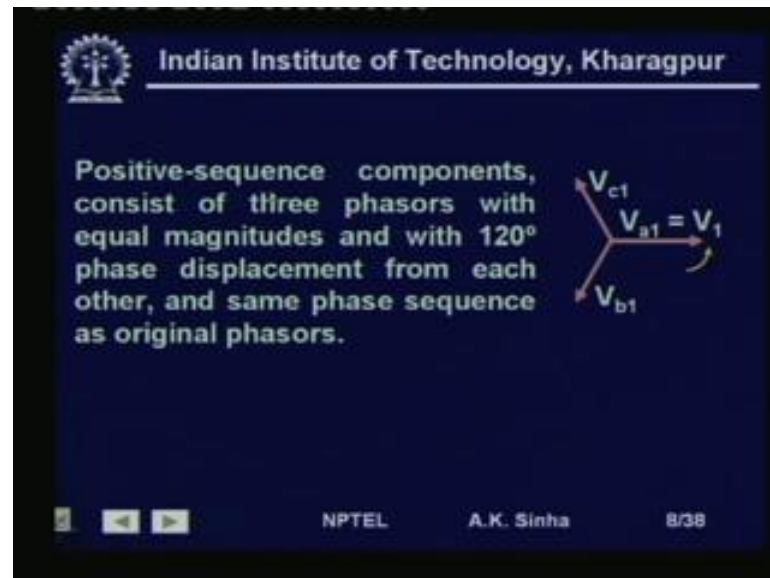 Indian Institute of Technology, Kharagpur
Positive-sequence components,
consist of three phasors with
equal magnitudes and with 120º
phase displacement from each
other, and same phase sequence
as original phasors.
Vc1
Va1 = V1
Vb1
NPTEL A.K. Sinha 8/38